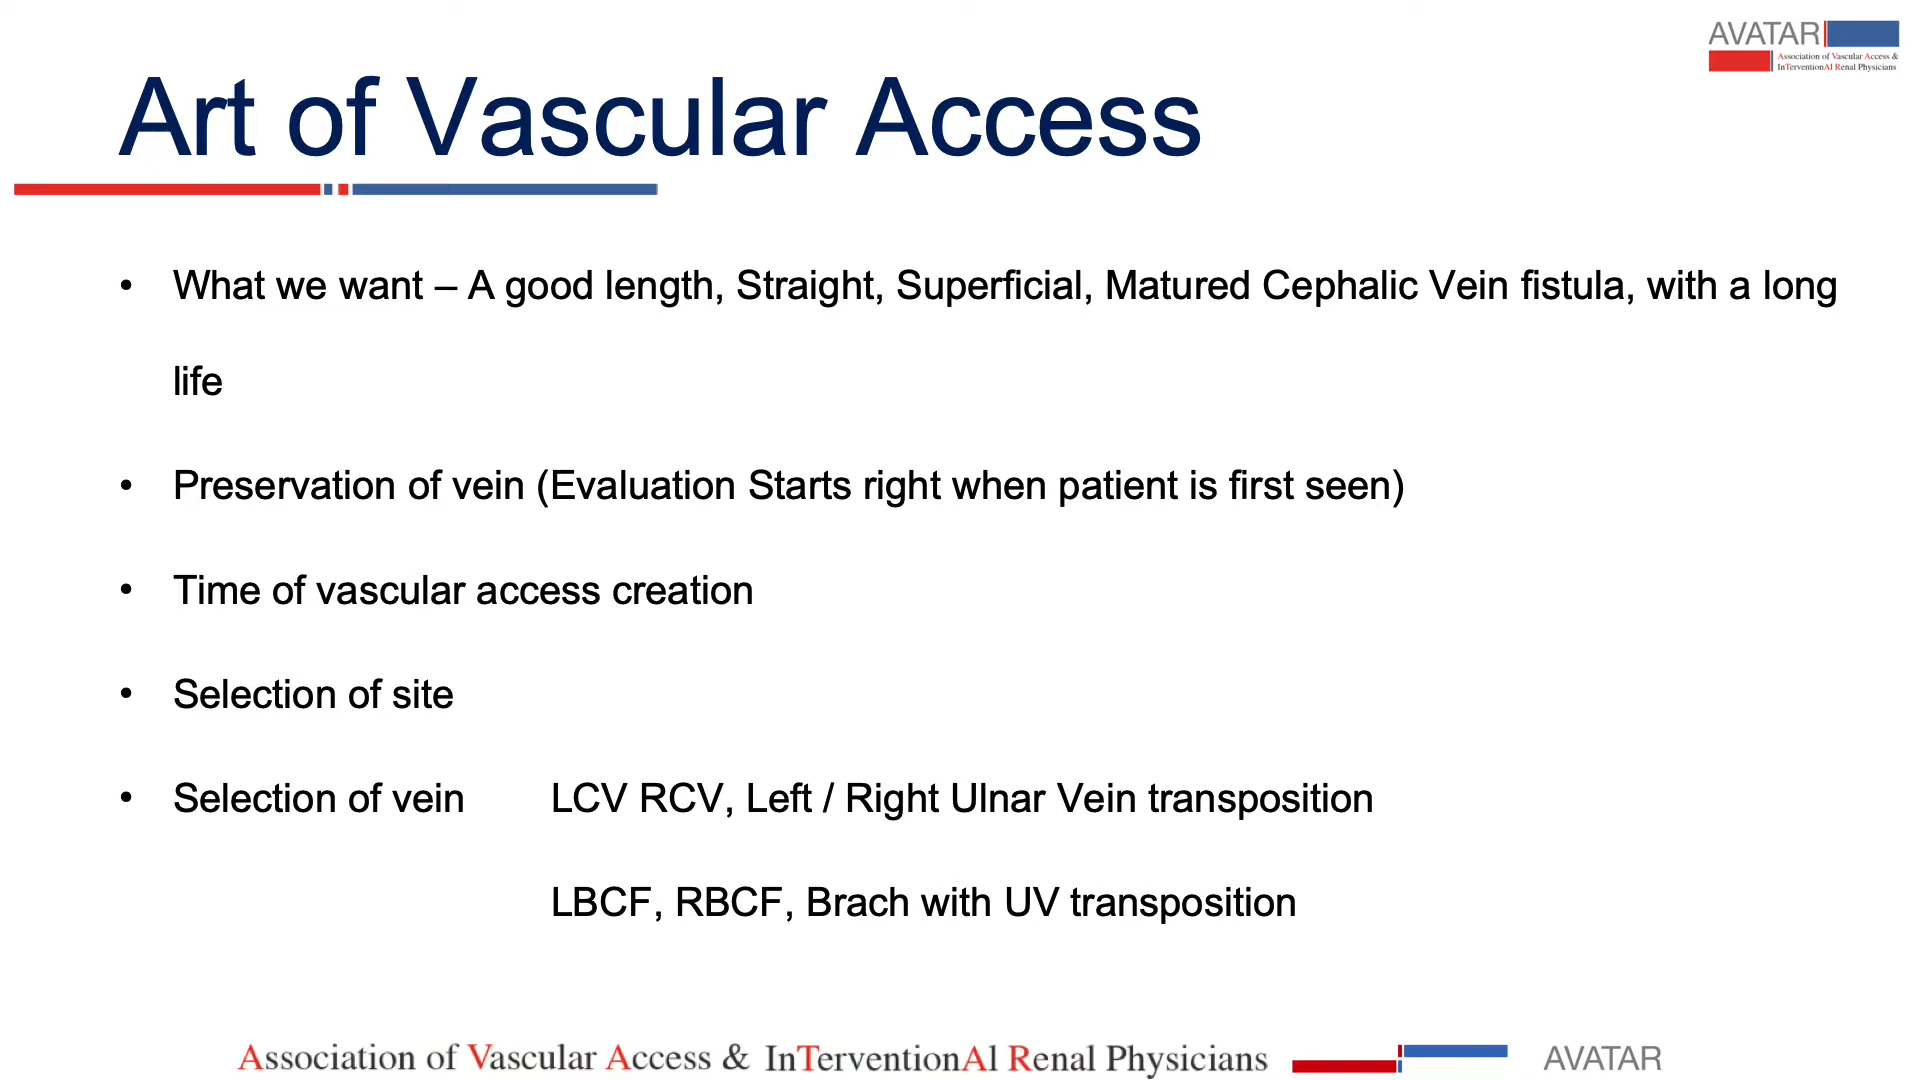 AVATAR
Association of Vascular Access &
InTerventionAl Renal Physicians
Art of Vascular Access
• What we want – A good length, Straight, Superficial, Matured Cephalic Vein fistula, with a long
life
• Preservation of vein (Evaluation Starts right when patient is first seen)
• Time of vascular access creation
• Selection of site
• Selection of vein LCV RCV, Left / Right Ulnar Vein transposition
LBCF, RBCF, Brach with UV transposition
Association of Vascular Access & InTerventionAl Renal Physicians AVATAR